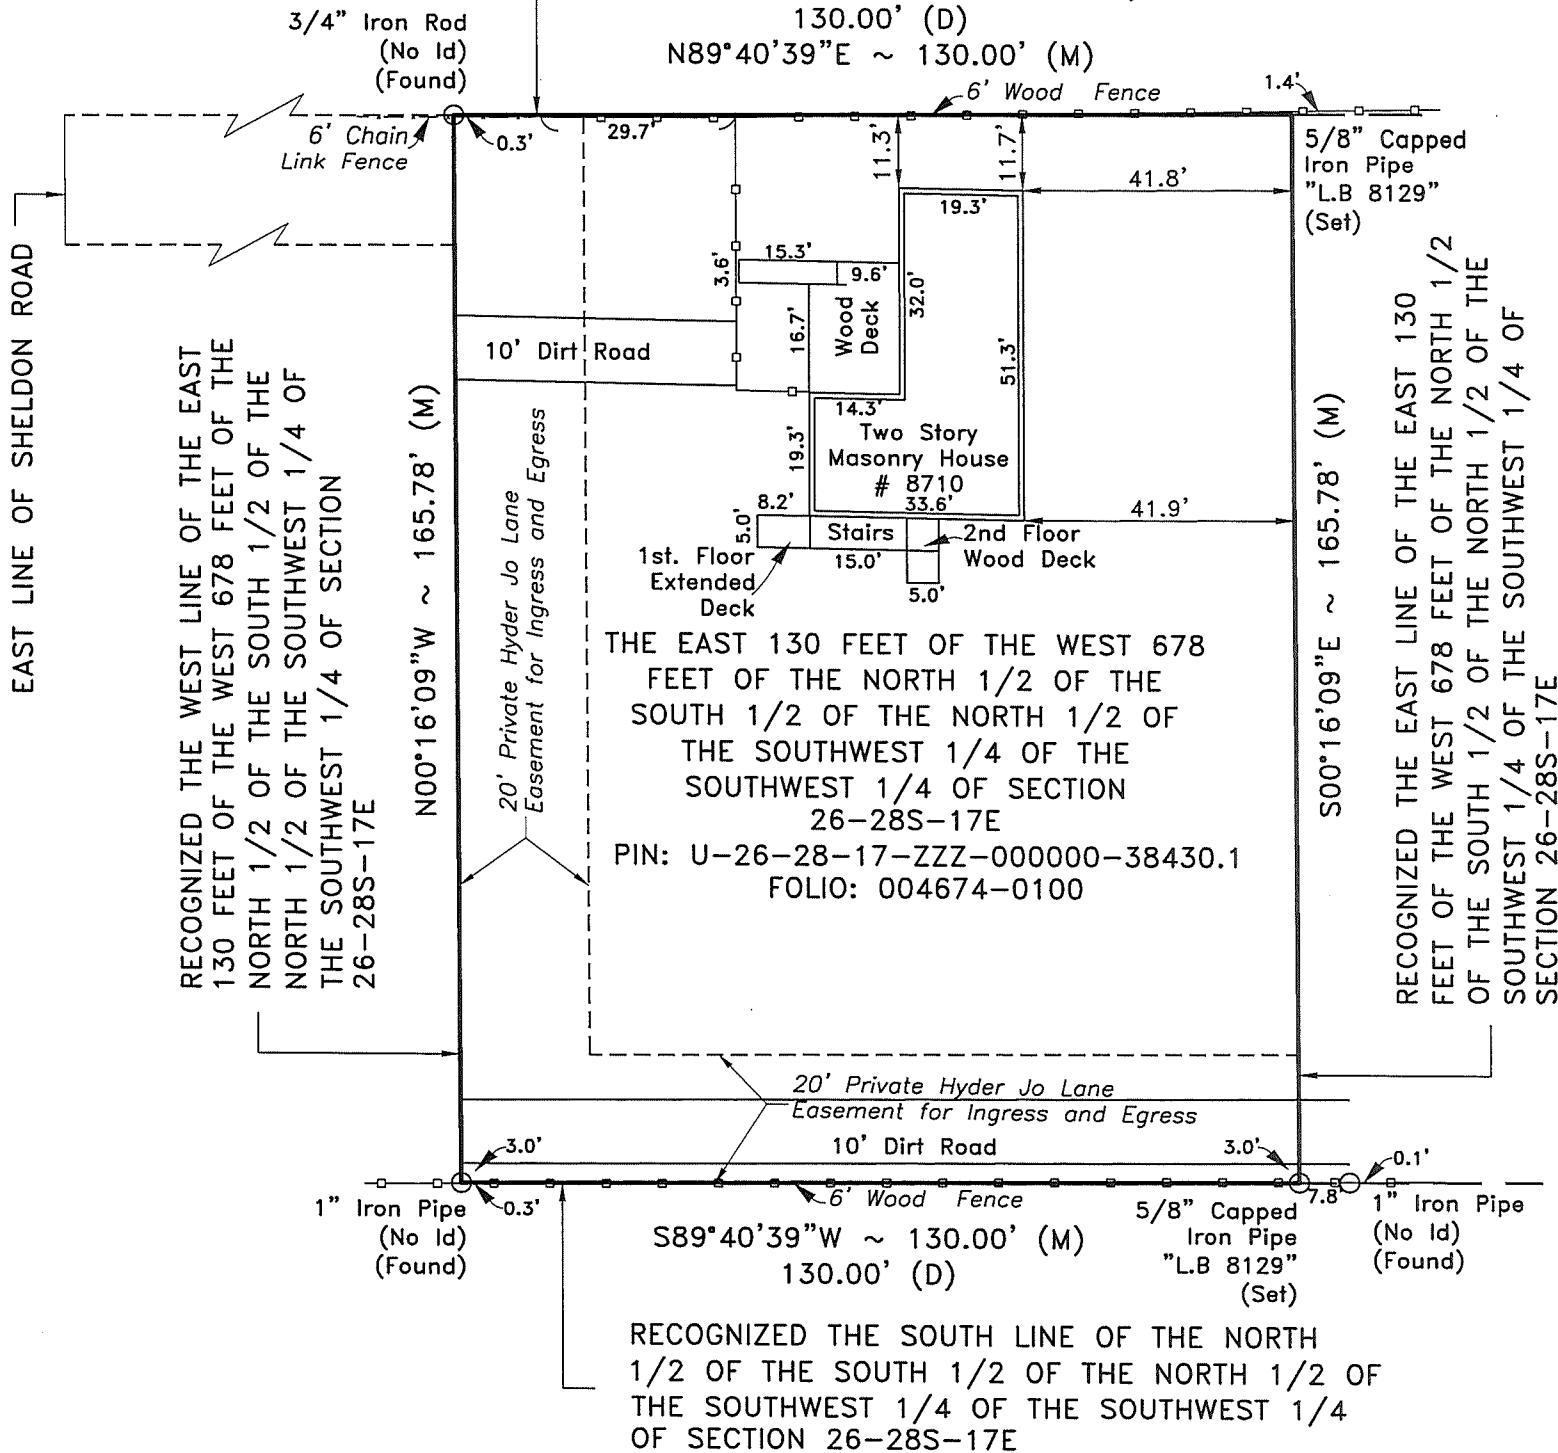 130.00' (D)
N89°40'39"E ~ 130.00' (M)
3/4" Iron Rod
(No Id)
(Found)
6' Wood Fence
1.4'
6' Chain
Link Fence
0.3'
29.7'
11.3'
11.7'
5/8" Capped
Iron Pipe
"L.B 8129"
(Set)
41.8'
19.3'
EAST LINE OF SHELDON ROAD
15.3'
3.6'
9.6'
32.0'
Wood
Deck
16.7'
51.3'
10' Dirt Road
14.3'
Two Story
Masonry House
# 8710
33.6'
19.3'
41.9'
8.2'
5.0'
Stairs
2nd Floor
Wood Deck
15.0'
5.0'
1st. Floor
Extended
Deck
RECOGNIZED THE WEST LINE OF THE EAST
130 FEET OF THE WEST 678 FEET OF THE
NORTH 1/2 OF THE SOUTH 1/2 OF THE
NORTH 1/2 OF THE SOUTHWEST 1/4 OF
THE SOUTHWEST 1/4 OF SECTION
26-28S-17E
N00°16'09"W ~ 165.78' (M)
20' Private Hyder Jo Lane
Easement for Ingress and Egress
THE EAST 130 FEET OF THE WEST 678
FEET OF THE NORTH 1/2 OF THE
SOUTH 1/2 OF THE NORTH 1/2 OF
THE SOUTHWEST 1/4 OF THE
SOUTHWEST 1/4 OF SECTION
26-28S-17E
PIN: U-26-28-17-ZZZ-000000-38430.1
FOLIO: 004674-0100
S00°16'09"E ~ 165.78' (M)
RECOGNIZED THE EAST LINE OF THE EAST 130
FEET OF THE WEST 678 FEET OF THE NORTH 1/2
OF THE SOUTH 1/2 OF THE NORTH 1/2 OF THE
SOUTHWEST 1/4 OF THE SOUTHWEST 1/4 OF
SECTION 26-28S-17E
20' Private Hyder Jo Lane
Easement for Ingress and Egress
10' Dirt Road
3.0'
3.0'
0.1'
0.3'
7.8'
6' Wood Fence
1" Iron Pipe
(No Id)
(Found)
5/8" Capped
Iron Pipe
"L.B 8129"
(Set)
1" Iron Pipe
(No Id)
(Found)
S89°40'39"W ~ 130.00' (M)
130.00' (D)
RECOGNIZED THE SOUTH LINE OF THE NORTH
1/2 OF THE SOUTH 1/2 OF THE NORTH 1/2 OF
THE SOUTHWEST 1/4 OF THE SOUTHWEST 1/4
OF SECTION 26-28S-17E